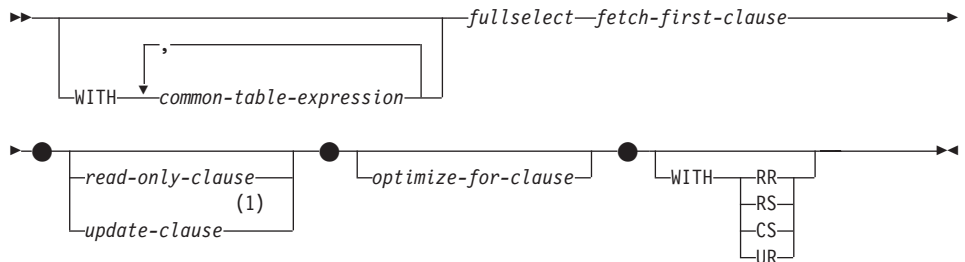 fullselect fetch-first-clause
,
WITH common-table-expression
read-only-clause optimize-for-clause WITH RR
(1) RS
update-clause CS
UR